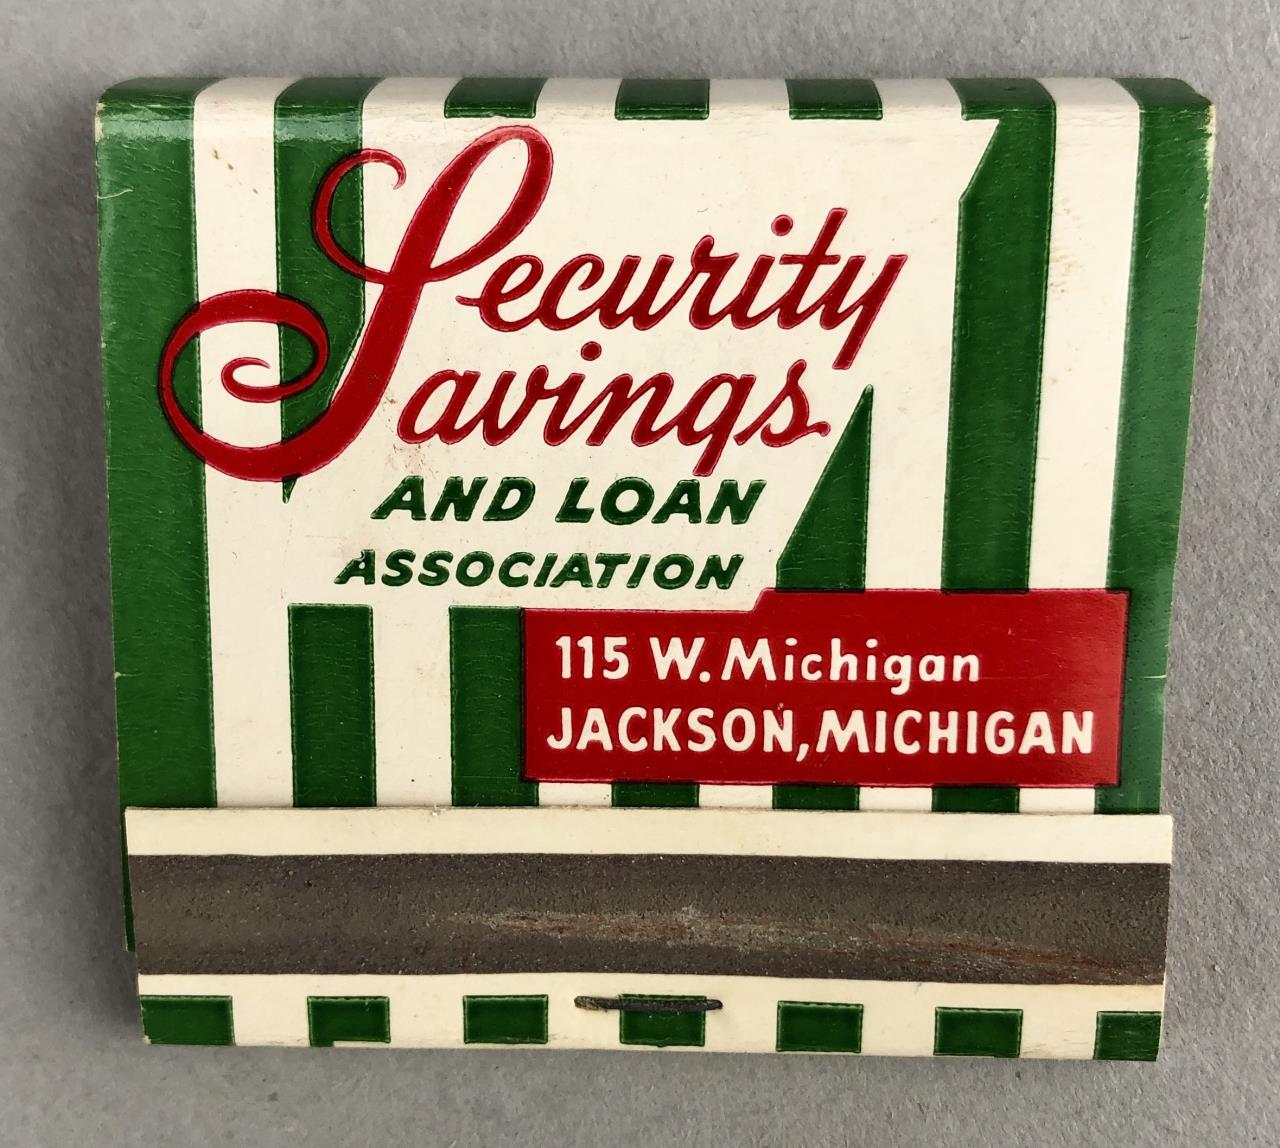 Security
Savings
AND LOAN
ASSOCIATION
115 W. Michigan
JACKSON, MICHIGAN